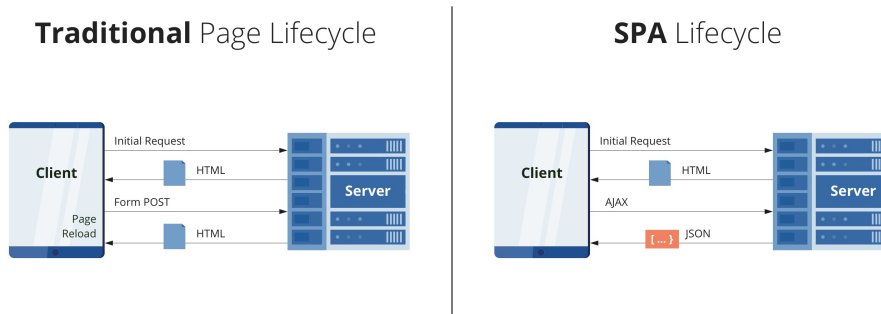 Traditional Page Lifecycle
Initial Request
HTML
Client
Server
Form POST
Page
Reload
HTML
SPA Lifecycle
Initial Request
HTML
Client
Server
AJAX
[ ... }
JSON